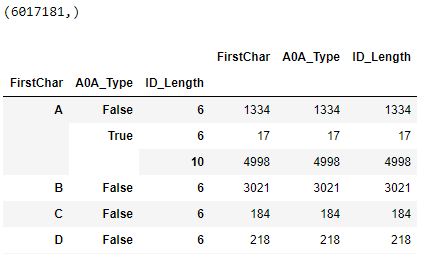 (6017181,)
FirstChar A0A_Type ID_Length
FirstChar A0A_Type ID_Length
A False 6 1334 1334 1334
True 6 17 17 17
10 4998 4998 4998
B False 6 3021 3021 3021
C False 6 184 184 184
D False 6 218 218 218